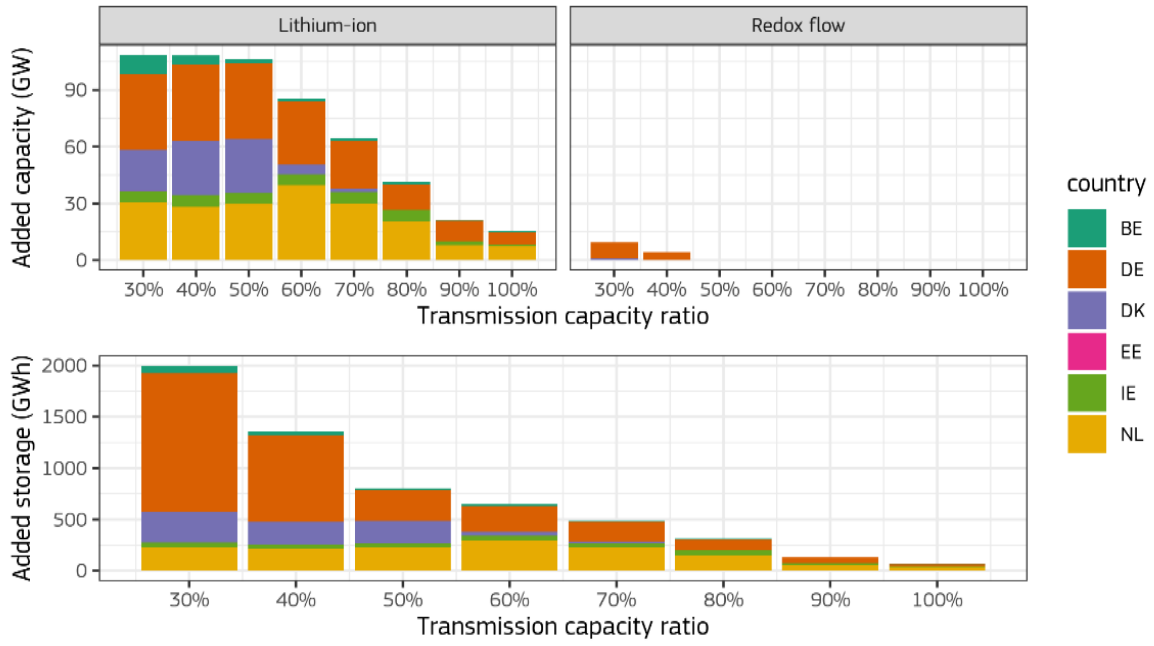 Lithium-ion Redox flow
Added capacity (GW)
90
60
30
0
30% 40% 50% 60% 70% 80% 90% 100% 30% 40% 50% 60% 70% 80% 90% 100%
Transmission capacity ratio
Added storage (GWh)
2000
1500
1000
500
0
30% 40% 50% 60% 70% 80% 90% 100%
Transmission capacity ratio
country
BE
DE
DK
EE
IE
NL